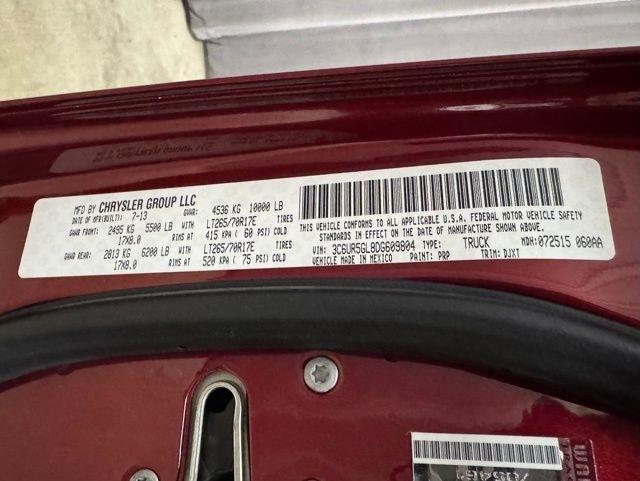 MFD BY CHRYSLER GROUP LLC
DATE OF MFR(BUILT): 7-13 GVWR: 4536 KG 10000 LB
GAWR FRONT: 2495 KG 5500 LB WITH LT265/70R17E TIRES
17X8.0 RIMS AT 415 KPA ( 60 PSI) COLD
GAWR REAR: 2813 KG 6200 LB WITH LT265/70R17E TIRES
17X8.0 RIMS AT 520 KPA ( 75 PSI) COLD
THIS VEHICLE CONFORMS TO ALL APPLICABLE U.S.A. FEDERAL MOTOR VEHICLE SAFETY
STANDARDS IN EFFECT ON THE DATE OF MANUFACTURE SHOWN ABOVE.
VIN: 3C6UR5GL8DG609804 TYPE: TRUCK MDH: 072515 060AA
VEHICLE MADE IN MEXICO PAINT: PRP TRIM: DJXT